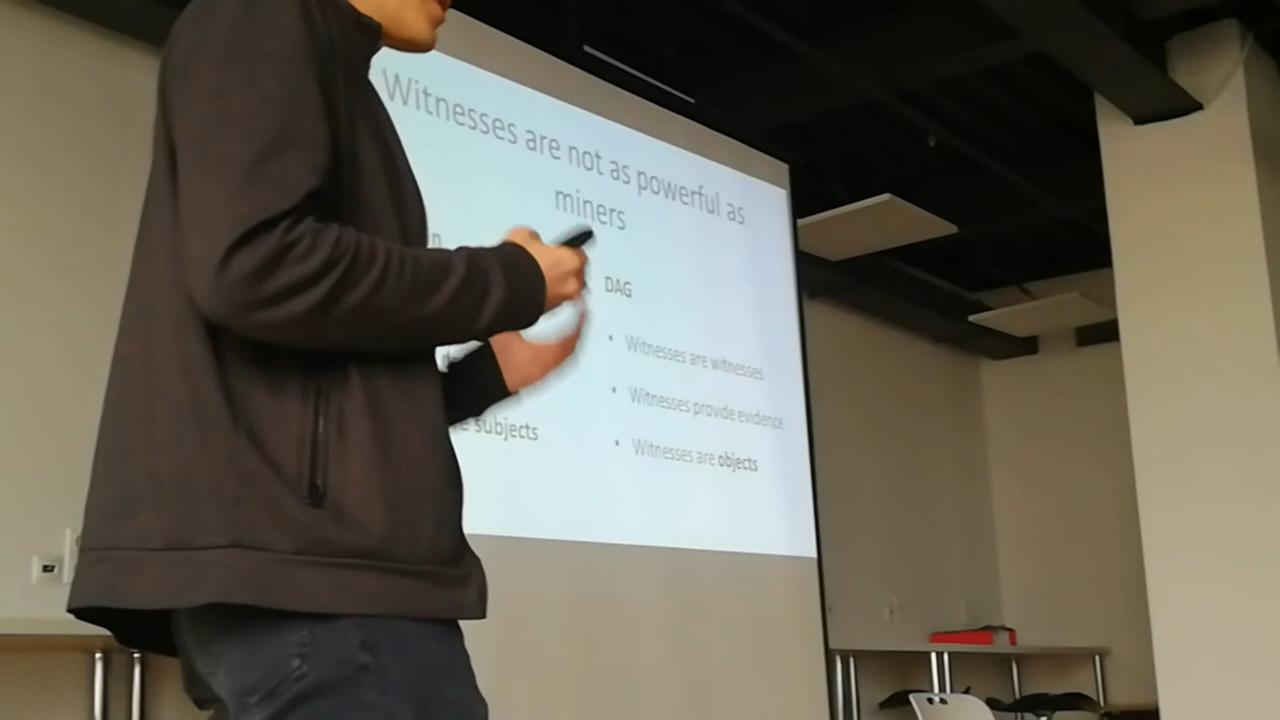 Witnesses are not as powerful as
miners
n
DAG
• Witnesses are witnesses
• Witnesses provide evidence
subjects
• Witnesses are objects